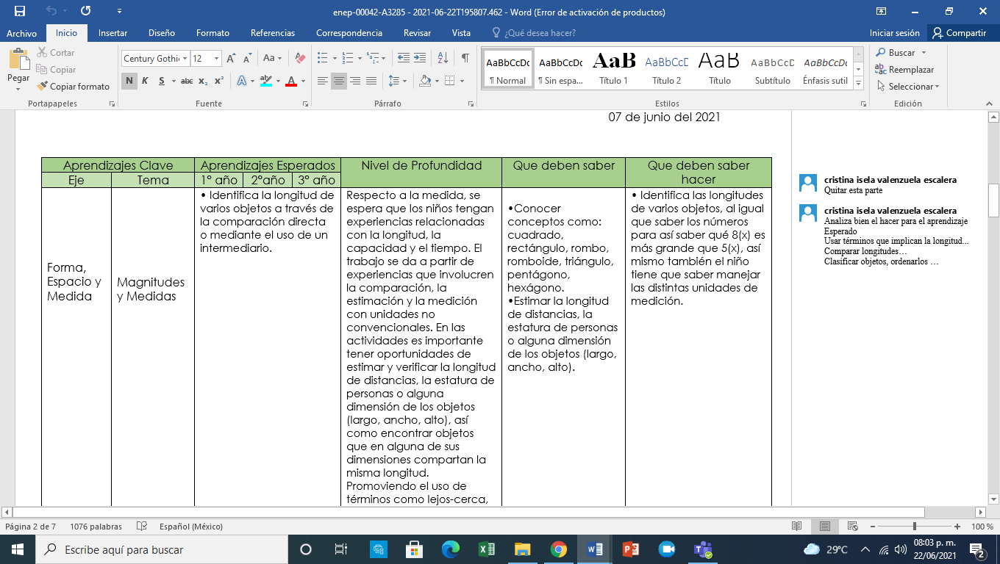 enep-00042-A3285 - 2021-06-22T195807.462 - Word (Error de activación de productos)
Archivo Inicio Insertar Diseño Formato Referencias Correspondencia Revisar Vista ¿Qué desea hacer? Iniciar sesión Compartir
Pegar
Cortar
Copiar
Copiar formato
Portapapeles
Century Gothic 12
N K S abc x₂ x²
Fuente
Párrafo
AaBbCcDc AaBbCcDc AaB AaBbCcD AaB AaBbCcD AaBbCcDc
¶ Normal ¶ Sin espa... Título 1 Título 2 Título Subtítulo Énfasis sutil
Estilos
Buscar
Reemplazar
Seleccionar
Edición
07 de junio del 2021
Aprendizajes Clave Aprendizajes Esperados Nivel de Profundidad Que deben saber Que deben saber
hacer
Eje Tema 1° año 2°año 3° año
Forma,
Espacio y
Medida
Magnitudes
y Medidas
• Identifica la longitud de
varios objetos a través de
la comparación directa
o mediante el uso de un
intermediario.
Respecto a la medida, se
espera que los niños tengan
experiencias relacionadas
con la longitud, la
capacidad y el tiempo. El
trabajo se da a partir de
experiencias que involucren
la comparación, la
estimación y la medición
con unidades no
convencionales. En las
actividades es importante
tener oportunidades de
estimar y verificar la longitud
de distancias, la estatura de
personas o alguna
dimensión de los objetos
(largo, ancho, alto), así
como encontrar objetos
que en alguna de sus
dimensiones compartan la
misma longitud.
Promoviendo el uso de
términos como lejos-cerca,
•Conocer
conceptos como:
cuadrado,
rectángulo, rombo,
romboide, triángulo,
pentágono,
hexágono.
•Estimar la longitud
de distancias, la
estatura de personas
o alguna dimensión
de los objetos (largo,
ancho, alto).
• Identifica las longitudes
de varios objetos, al igual
que saber los números
para así saber qué 8(x) es
más grande que 5(x), así
mismo también el niño
tiene que saber manejar
las distintas unidades de
medición.
cristina isela valenzuela escalera
Quitar esta parte
cristina isela valenzuela escalera
Analiza bien el hacer para el aprendizaje
Esperado
Usar términos que implican la longitud...
Comparar longitudes…
Clasificar objetos, ordenarlos …
Página 2 de 7 1076 palabras Español (México) 100 %
Escribe aquí para buscar
29°C
08:03 p. m.
22/06/2021
2